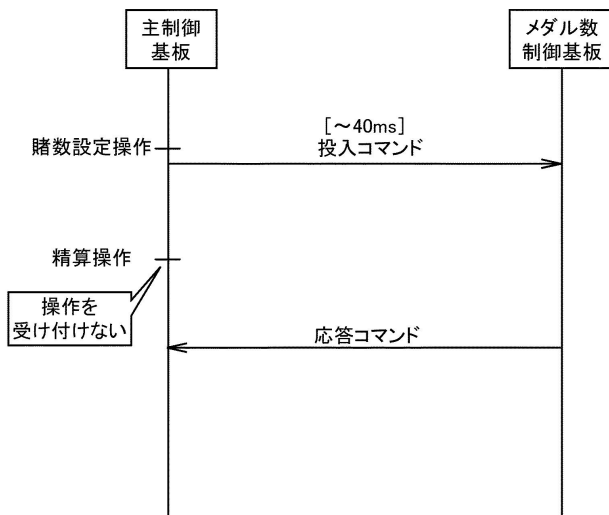 主制御
基板
メダル数
制御基板
[～40ms]
賭数設定操作
投入コマンド
精算操作
操作を
受け付けない
応答コマンド